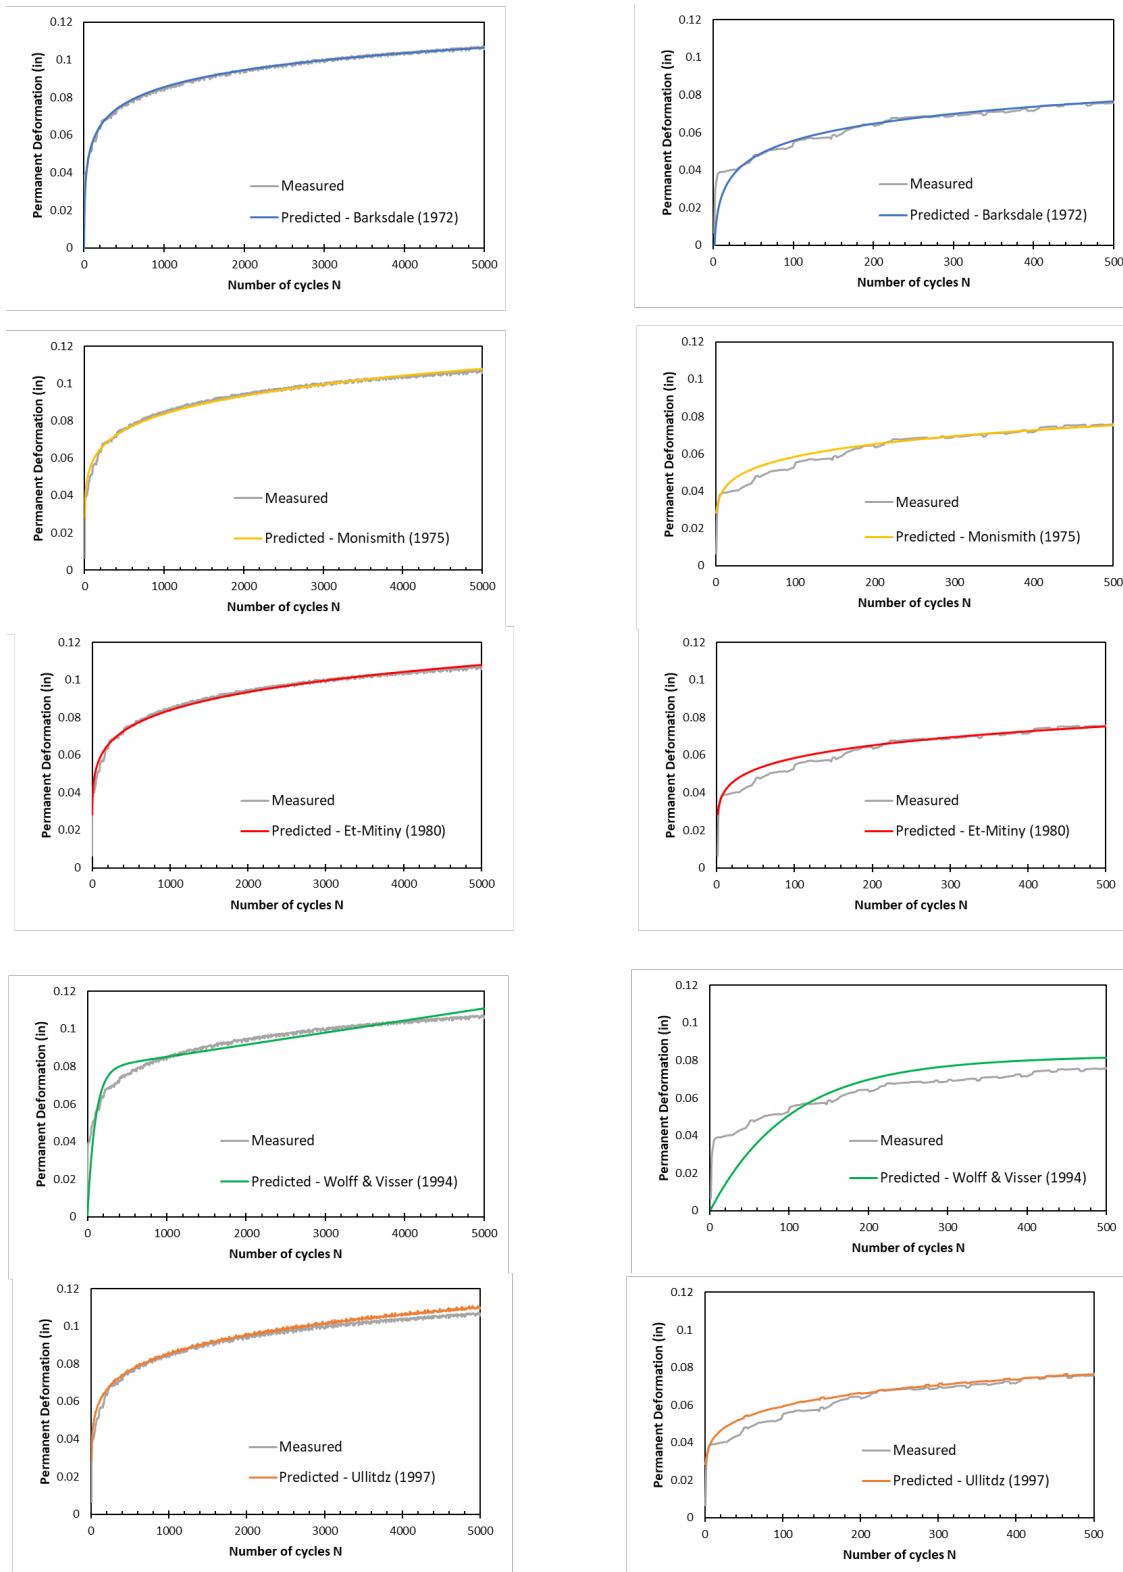 0.12
0.1
0.08
0.06
0.04
0.02
0
Permanent Deformation (in)
Measured
Predicted - Barksdale (1972)
0 1000 2000 3000 4000 5000
Number of cycles N
0.12
0.1
0.08
0.06
0.04
0.02
0
Permanent Deformation (in)
Measured
Predicted - Barksdale (1972)
0 100 200 300 400 500
Number of cycles N
0.12
0.1
0.08
0.06
0.04
0.02
0
Permanent Deformation (in)
Measured
Predicted - Monismith (1975)
0 1000 2000 3000 4000 5000
Number of cycles N
0.12
0.1
0.08
0.06
0.04
0.02
0
Permanent Deformation (in)
Measured
Predicted - Monismith (1975)
0 100 200 300 400 500
Number of cycles N
0.12
0.1
0.08
0.06
0.04
0.02
0
Permanent Deformation (in)
Measured
Predicted - Et-Mitiny (1980)
0 1000 2000 3000 4000 5000
Number of cycles N
0.12
0.1
0.08
0.06
0.04
0.02
0
Permanent Deformation (in)
Measured
Predicted - Et-Mitiny (1980)
0 100 200 300 400 500
Number of cycles N
0.12
0.1
0.08
0.06
0.04
0.02
0
Permanent Deformation (in)
Measured
Predicted - Wolff & Visser (1994)
0 1000 2000 3000 4000 5000
Number of cycles N
0.12
0.1
0.08
0.06
0.04
0.02
0
Permanent Deformation (in)
Measured
Predicted - Wolff & Visser (1994)
0 100 200 300 400 500
Number of cycles N
0.12
0.1
0.08
0.06
0.04
0.02
0
Permanent Deformation (in)
Measured
Predicted - Ullitdz (1997)
0 1000 2000 3000 4000 5000
Number of cycles N
0.12
0.1
0.08
0.06
0.04
0.02
0
Permanent Deformation (in)
Measured
Predicted - Ullitdz (1997)
0 100 200 300 400 500
Number of cycles N